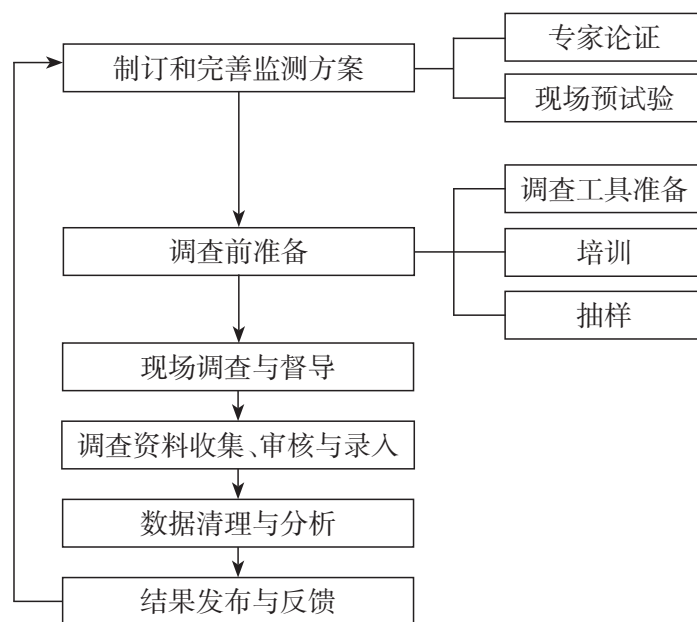 制订和完善监测方案
专家论证
现场预试验
调查前准备
调查工具准备
培训
抽样
现场调查与督导
调查资料收集、审核与录入
数据清理与分析
结果发布与反馈